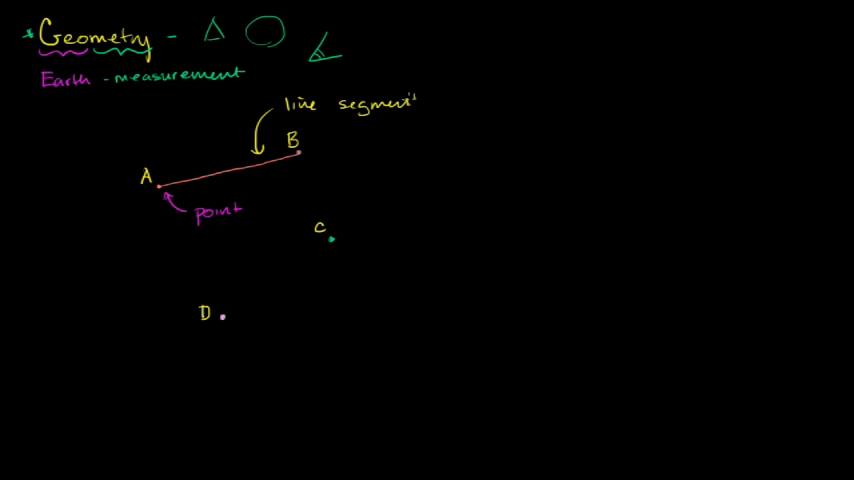 * Geometry -
Earth - measurement
line segment
B
A
point
C
D